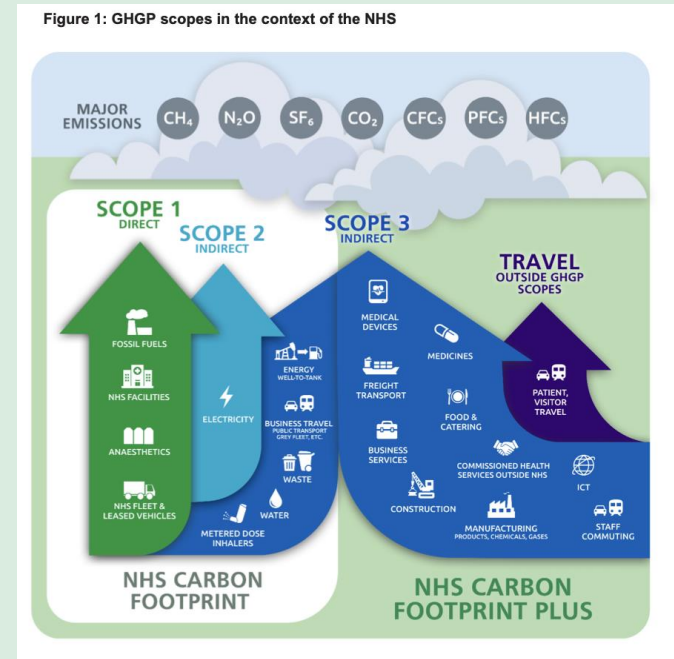 Figure 1: GHGP scopes in the context of the NHS
MAJOR
EMISSIONS
CH₄
N₂O
SF₆
CO₂
CFCs
PFCs
HFCs
SCOPE 1
DIRECT
SCOPE 2
INDIRECT
SCOPE 3
INDIRECT
TRAVEL
OUTSIDE GHGP
SCOPES
FOSSIL FUELS
NHS FACILITIES
ANAESTHETICS
NHS FLEET &
LEASED VEHICLES
ELECTRICITY
ENERGY
WELL-TO-TANK
BUSINESS TRAVEL
PUBLIC TRANSPORT
GREY FLEET, ETC.
WASTE
WATER
METERED DOSE
INHALERS
MEDICAL
DEVICES
MEDICINES
FREIGHT
TRANSPORT
FOOD &
CATERING
BUSINESS
SERVICES
COMMISSIONED HEALTH
SERVICES OUTSIDE NHS
CONSTRUCTION
MANUFACTURING
PRODUCTS, CHEMICALS, GASES
ICT
STAFF
COMMUTING
PATIENT,
VISITOR
TRAVEL
NHS CARBON
FOOTPRINT
NHS CARBON
FOOTPRINT PLUS